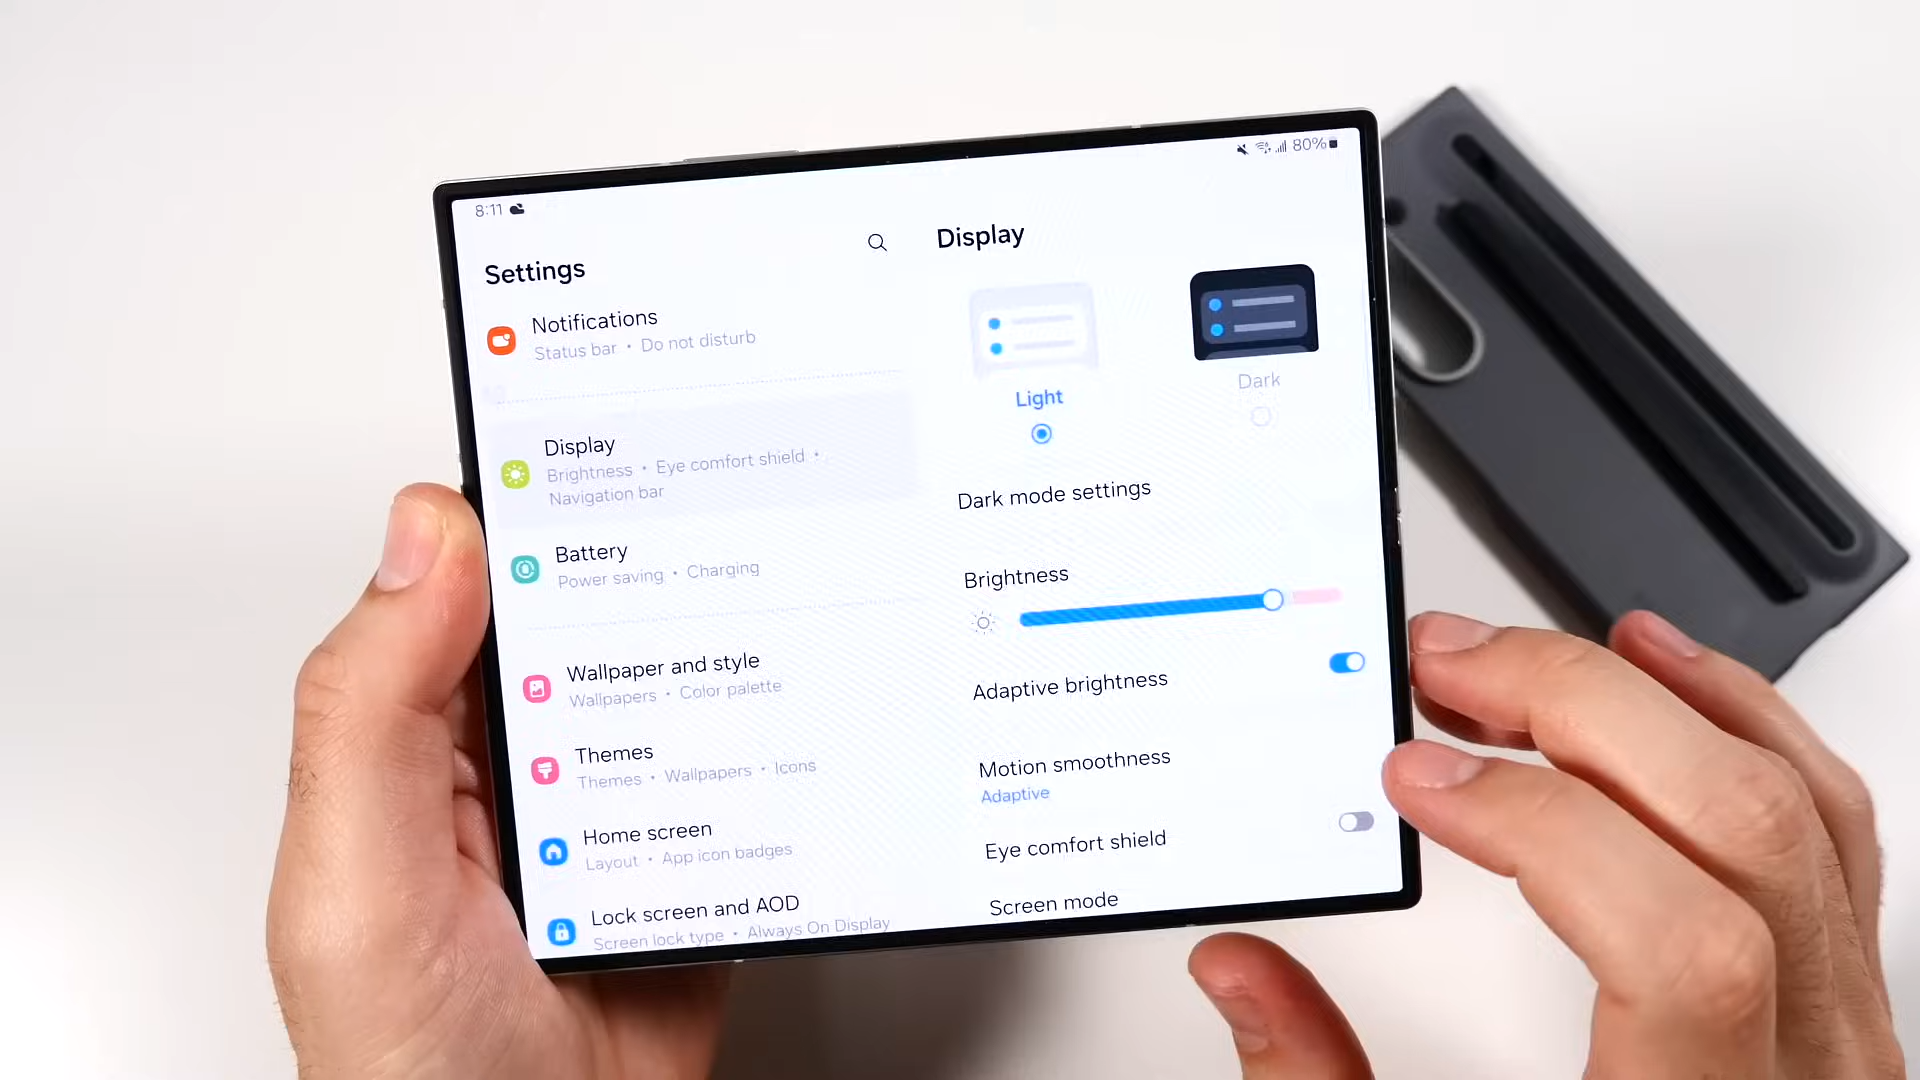 8:11
80%
Settings
Notifications
Status bar • Do not disturb
Display
Brightness • Eye comfort shield •
Navigation bar
Battery
Power saving • Charging
Wallpaper and style
Wallpapers • Color palette
Themes
Themes • Wallpapers • Icons
Home screen
Layout • App icon badges
Lock screen and AOD
Screen lock type • Always On Display
Display
Light
Dark
Dark mode settings
Brightness
Adaptive brightness
Motion smoothness
Adaptive
Eye comfort shield
Screen mode